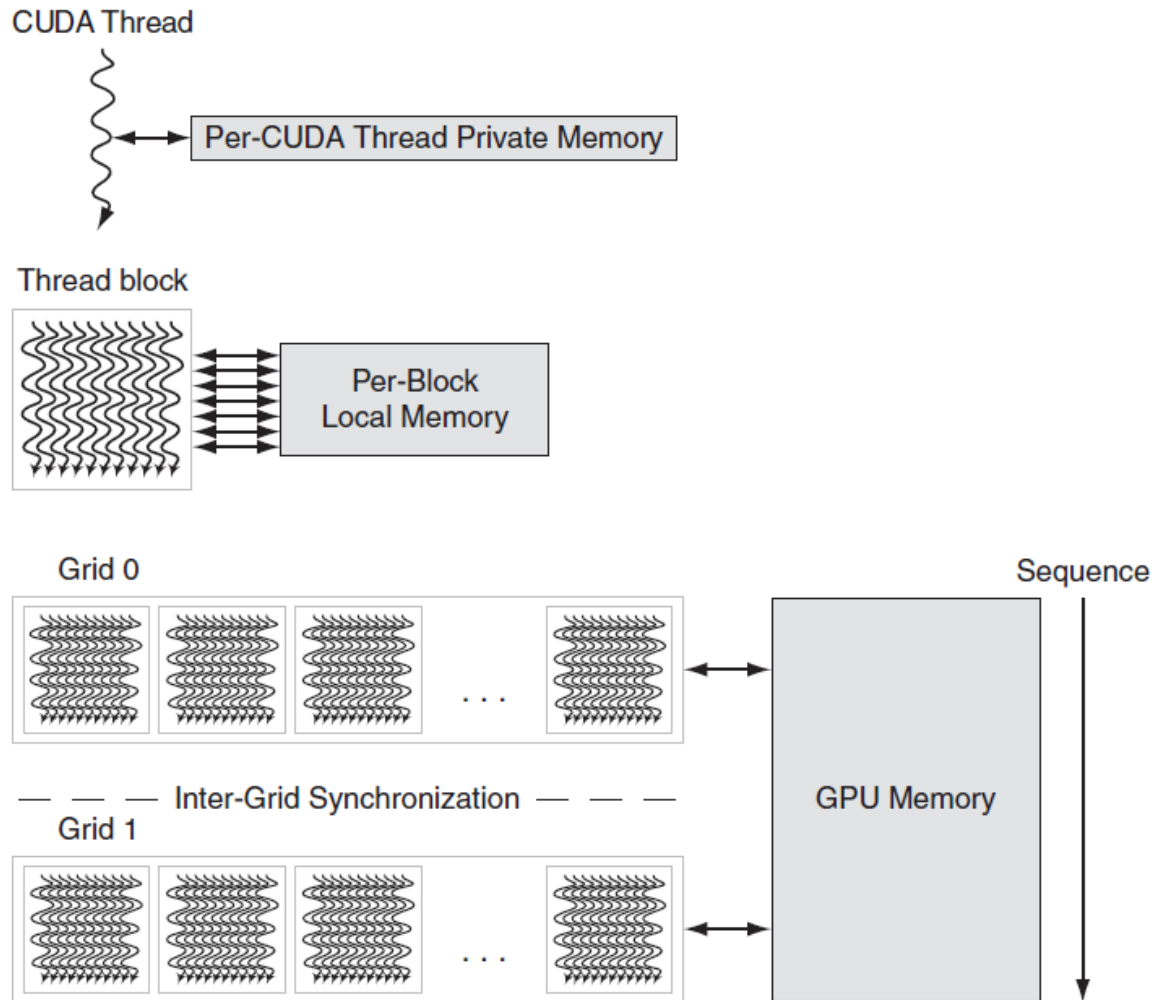 CUDA Thread
Per-CUDA Thread Private Memory
Thread block
Per-Block
Local Memory
Grid 0
Sequence
. . .
Inter-Grid Synchronization
GPU Memory
Grid 1
. . .